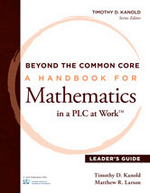 TIMOTHY D. KANOLD
Series Editor
BEYOND THE COMMON CORE
A HANDBOOK FOR
Mathematics
in a PLC at Work™
LEADER'S GUIDE
Timothy D. Kanold
Matthew R. Larson